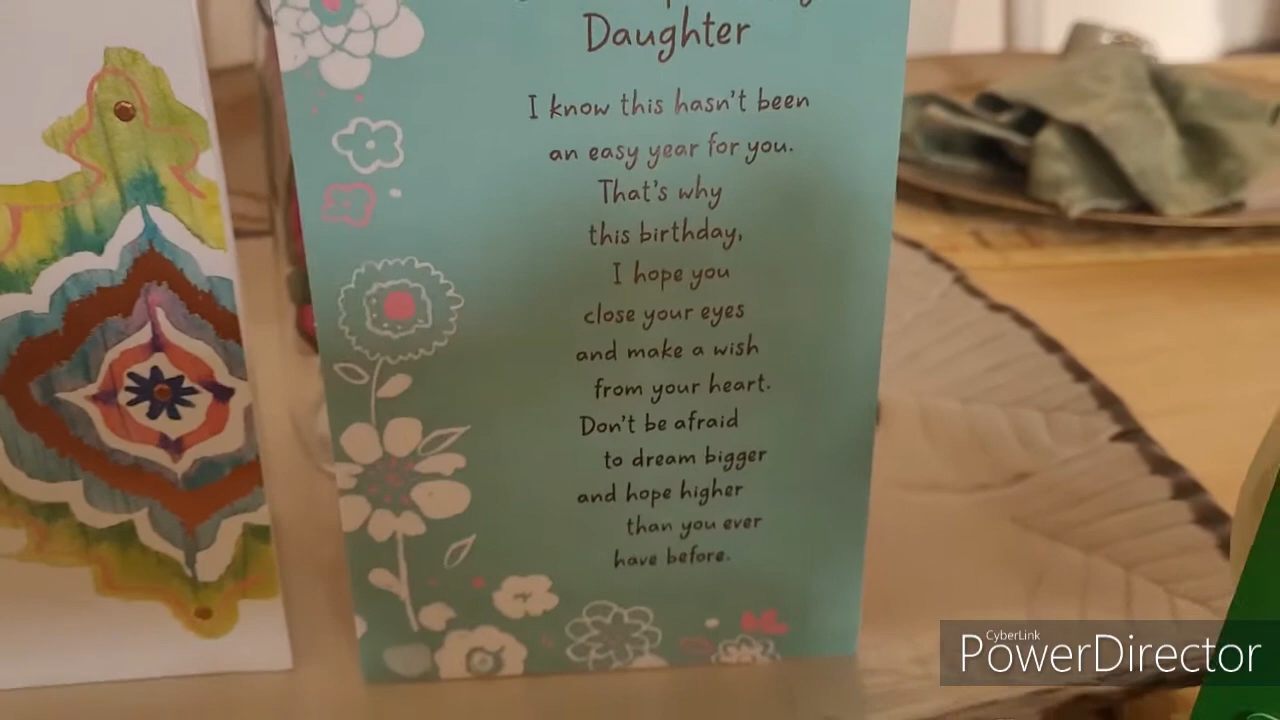 Daughter
I know this hasn't been
an easy year for you.
That's why
this birthday,
I hope you
close your eyes
and make a wish
from your heart.
Don't be afraid
to dream bigger
and hope higher
than you ever
have before.
CyberLink
PowerDirector